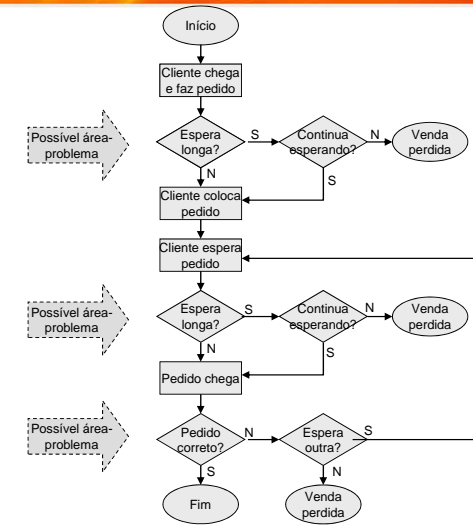 Início
Cliente chega
e faz pedido
Possível área-
problema
Espera
longa?
S
Continua
esperando?
N
Venda
perdida
N
S
Cliente coloca
pedido
Cliente espera
pedido
Possível área-
problema
Espera
longa?
S
Continua
esperando?
N
Venda
perdida
N
S
Pedido chega
Possível área-
problema
Pedido
correto?
N
Espera
outra?
S
S
N
Fim
Venda
perdida